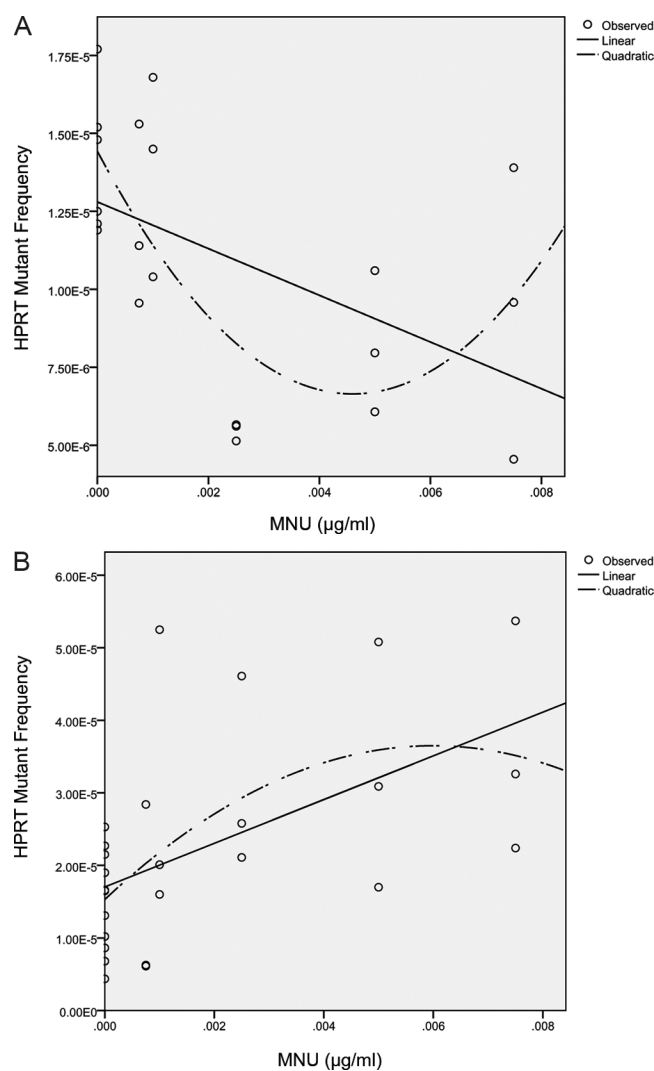 A
Observed
Linear
Quadratic
1.75E-5
1.50E-5
1.25E-5
1.00E-5
7.50E-6
5.00E-6
HPRT Mutant Frequency
.000
.002
.004
.006
.008
MNU (µg/ml)
B
Observed
Linear
Quadratic
6.00E-5
5.00E-5
4.00E-5
3.00E-5
2.00E-5
1.00E-5
0.00E0
HPRT Mutant Frequency
.000
.002
.004
.006
.008
MNU (µg/ml)